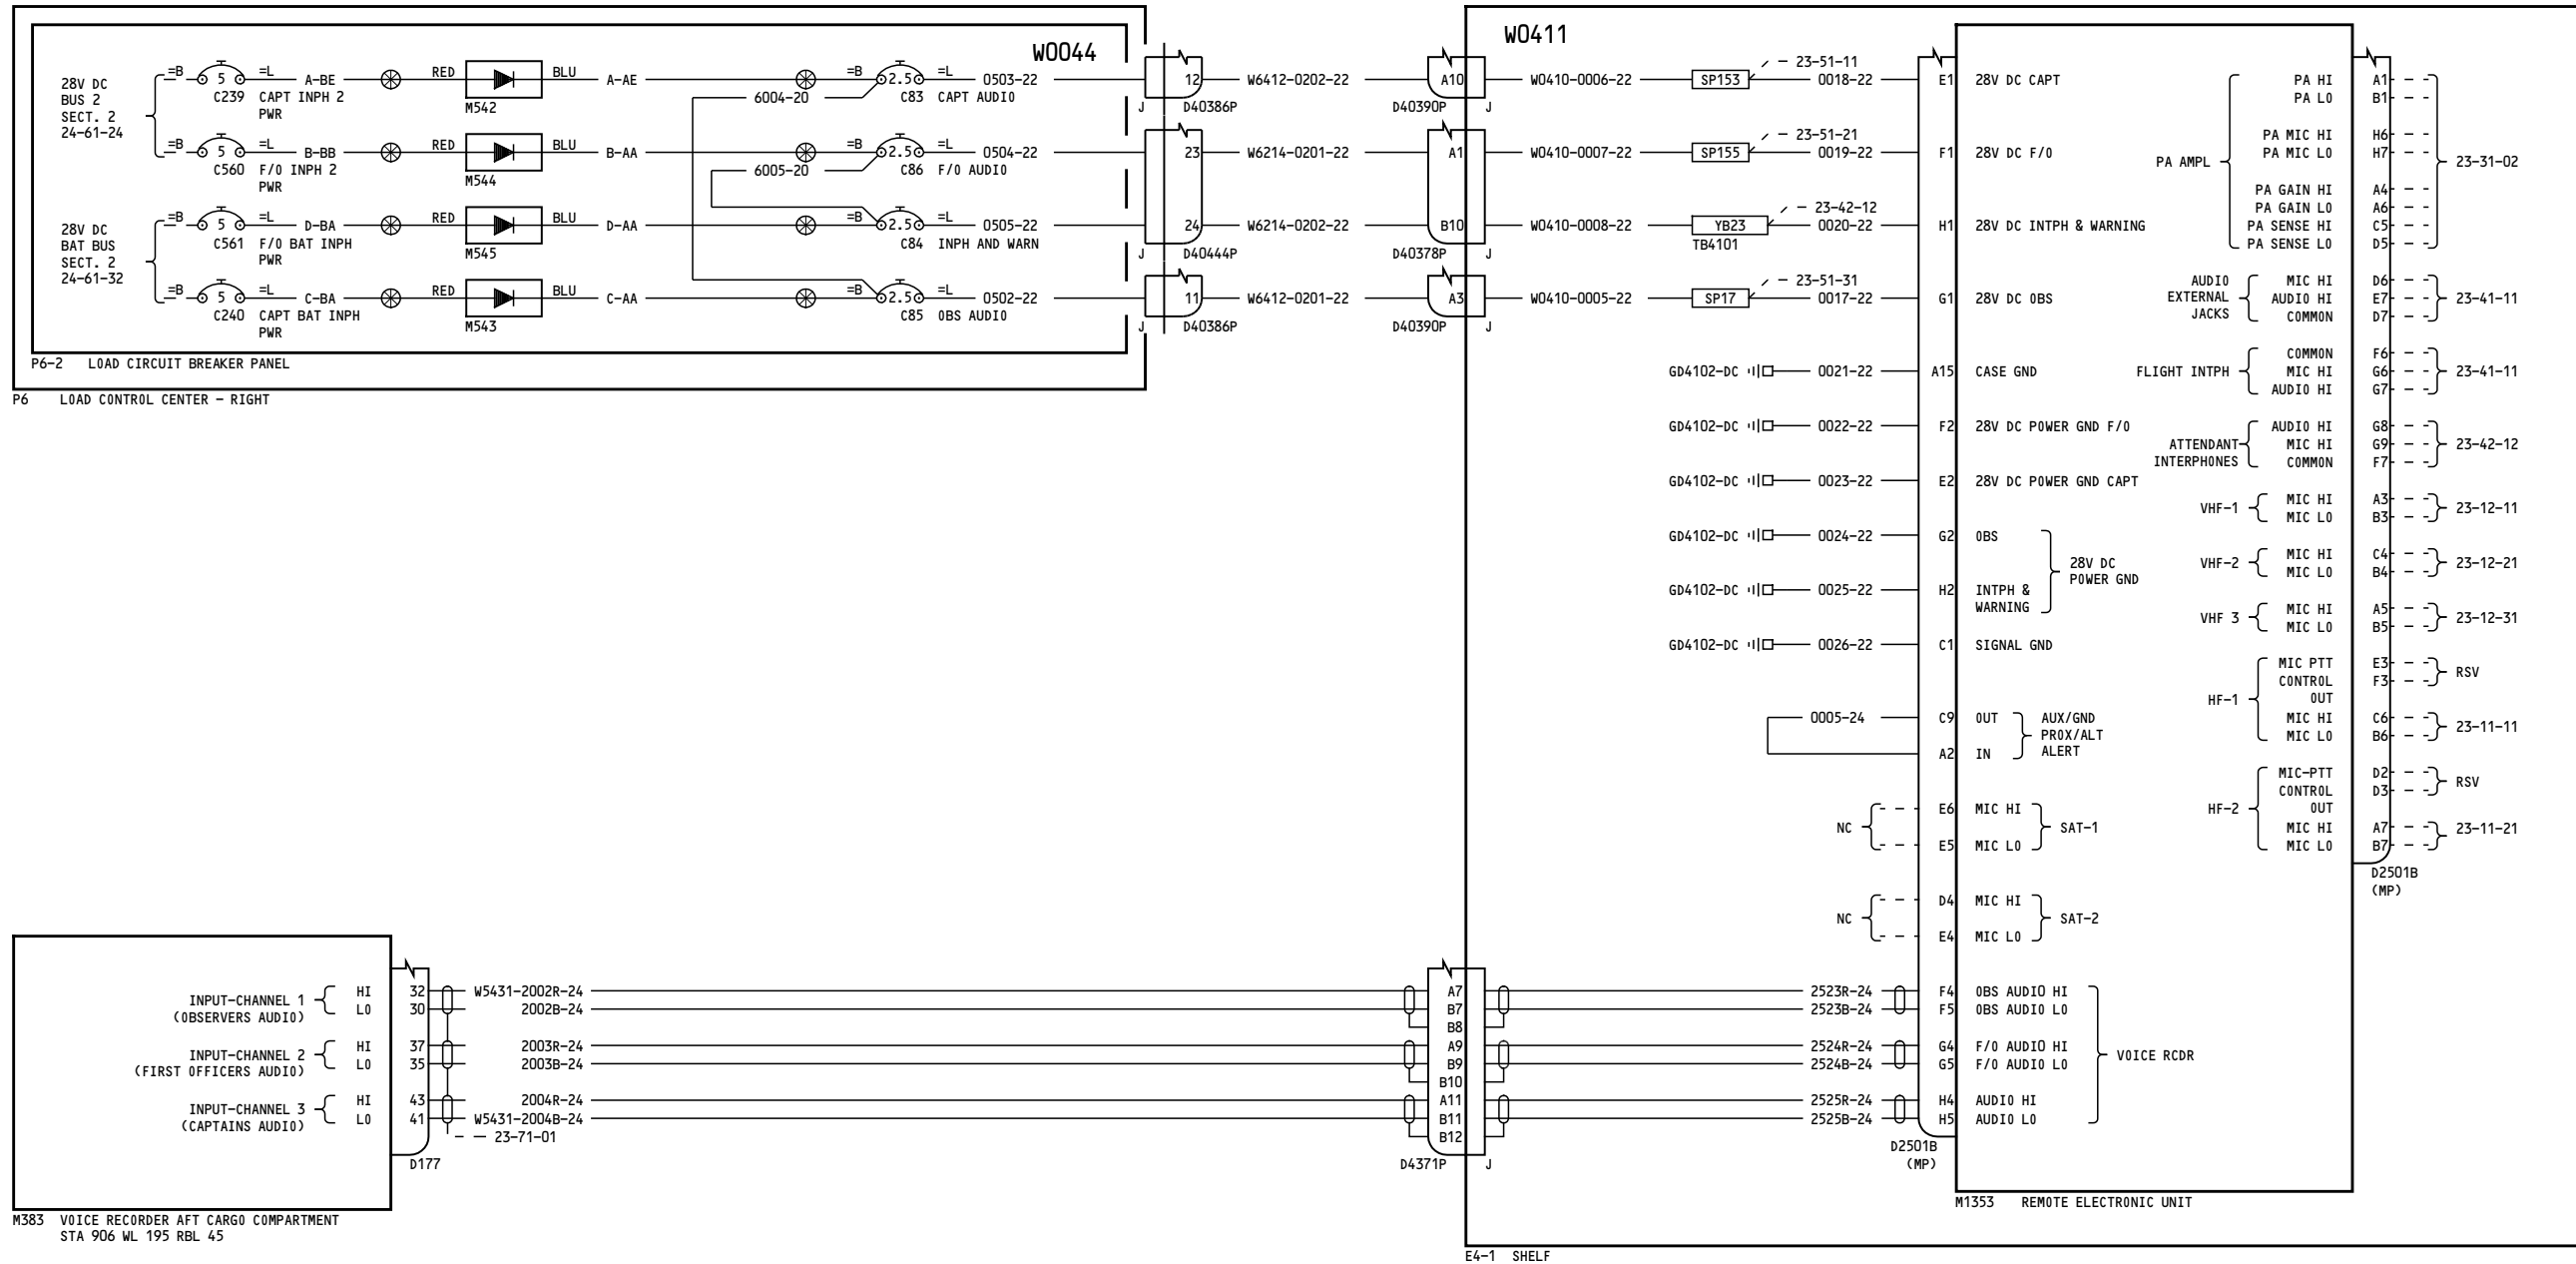 W0044
28V DC
BUS 2
SECT. 2
24-61-24
=B 5 =L A-BE RED BLU A-AE =B 2.5 =L 0503-22
C239 CAPT INPH 2
PWR
M542
6004-20
C83 CAPT AUDIO
=B 5 =L B-BB RED BLU B-AA =B 2.5 =L 0504-22
C560 F/O INPH 2
PWR
M544
6005-20
C86 F/O AUDIO
28V DC
BAT BUS
SECT. 2
24-61-32
=B 5 =L D-BA RED BLU D-AA =B 2.5 =L 0505-22
C561 F/O BAT INPH
PWR
M545
C84 INPH AND WARN
=B 5 =L C-BA RED BLU C-AA =B 2.5 =L 0502-22
C240 CAPT BAT INPH
PWR
M543
C85 OBS AUDIO
P6-2 LOAD CIRCUIT BREAKER PANEL
P6 LOAD CONTROL CENTER - RIGHT
12 W6412-0202-22 A10
J D40386P D40390P J
23 W6214-0201-22 A1
24 W6214-0202-22 B10
J D40444P D40378P J
11 W6412-0201-22 A3
J D40386P D40390P J
W0411
W0410-0006-22 SP153 23-51-11
0018-22 E1 28V DC CAPT
W0410-0007-22 SP155 23-51-21
0019-22 F1 28V DC F/O
W0410-0008-22 YB23 23-42-12
TB4101
0020-22 H1 28V DC INTPH & WARNING
W0410-0005-22 SP17 23-51-31
0017-22 G1 28V DC OBS
GD4102-DC 0021-22 A15 CASE GND
GD4102-DC 0022-22 F2 28V DC POWER GND F/O
GD4102-DC 0023-22 E2 28V DC POWER GND CAPT
GD4102-DC 0024-22 G2 OBS
28V DC
POWER GND
GD4102-DC 0025-22 H2 INTPH &
WARNING
GD4102-DC 0026-22 C1 SIGNAL GND
0005-24 C9 OUT
A2 IN
AUX/GND
PROX/ALT
ALERT
NC
E6 MIC HI
E5 MIC LO
SAT-1
NC
D4 MIC HI
E4 MIC LO
SAT-2
PA AMPL
PA HI A1
PA LO B1
PA MIC HI H6
PA MIC LO H7
PA GAIN HI A4
PA GAIN LO A6
PA SENSE HI C5
PA SENSE LO D5
23-31-02
AUDIO
EXTERNAL
JACKS
MIC HI D6
AUDIO HI E7
COMMON D7
23-41-11
FLIGHT INTPH
COMMON F6
MIC HI G6
AUDIO HI G7
23-41-11
ATTENDANT
INTERPHONES
AUDIO HI G8
MIC HI G9
COMMON F7
23-42-12
VHF-1
MIC HI A3
MIC LO B3
23-12-11
VHF-2
MIC HI C4
MIC LO B4
23-12-21
VHF 3
MIC HI A5
MIC LO B5
23-12-31
HF-1
MIC PTT E3
CONTROL F3
OUT
RSV
MIC HI C6
MIC LO B6
23-11-11
HF-2
MIC-PTT D2
CONTROL D3
OUT
RSV
MIC HI A7
MIC LO B7
23-11-21
D2501B
(MP)
INPUT-CHANNEL 1
(OBSERVERS AUDIO)
HI 32 W5431-2002R-24 A7 2523R-24 F4 OBS AUDIO HI
LO 30 2002B-24 B7 2523B-24 F5 OBS AUDIO LO
B8
INPUT-CHANNEL 2
(FIRST OFFICERS AUDIO)
HI 37 2003R-24 A9 2524R-24 G4 F/O AUDIO HI
LO 35 2003B-24 B9 2524B-24 G5 F/O AUDIO LO
B10
VOICE RCDR
INPUT-CHANNEL 3
(CAPTAINS AUDIO)
HI 43 2004R-24 A11 2525R-24 H4 AUDIO HI
LO 41 W5431-2004B-24 B11 2525B-24 H5 AUDIO LO
23-71-01 B12
D177 D4371P J
D2501B
(MP)
M383 VOICE RECORDER AFT CARGO COMPARTMENT
STA 906 WL 195 RBL 45
M1353 REMOTE ELECTRONIC UNIT
E4-1 SHELF